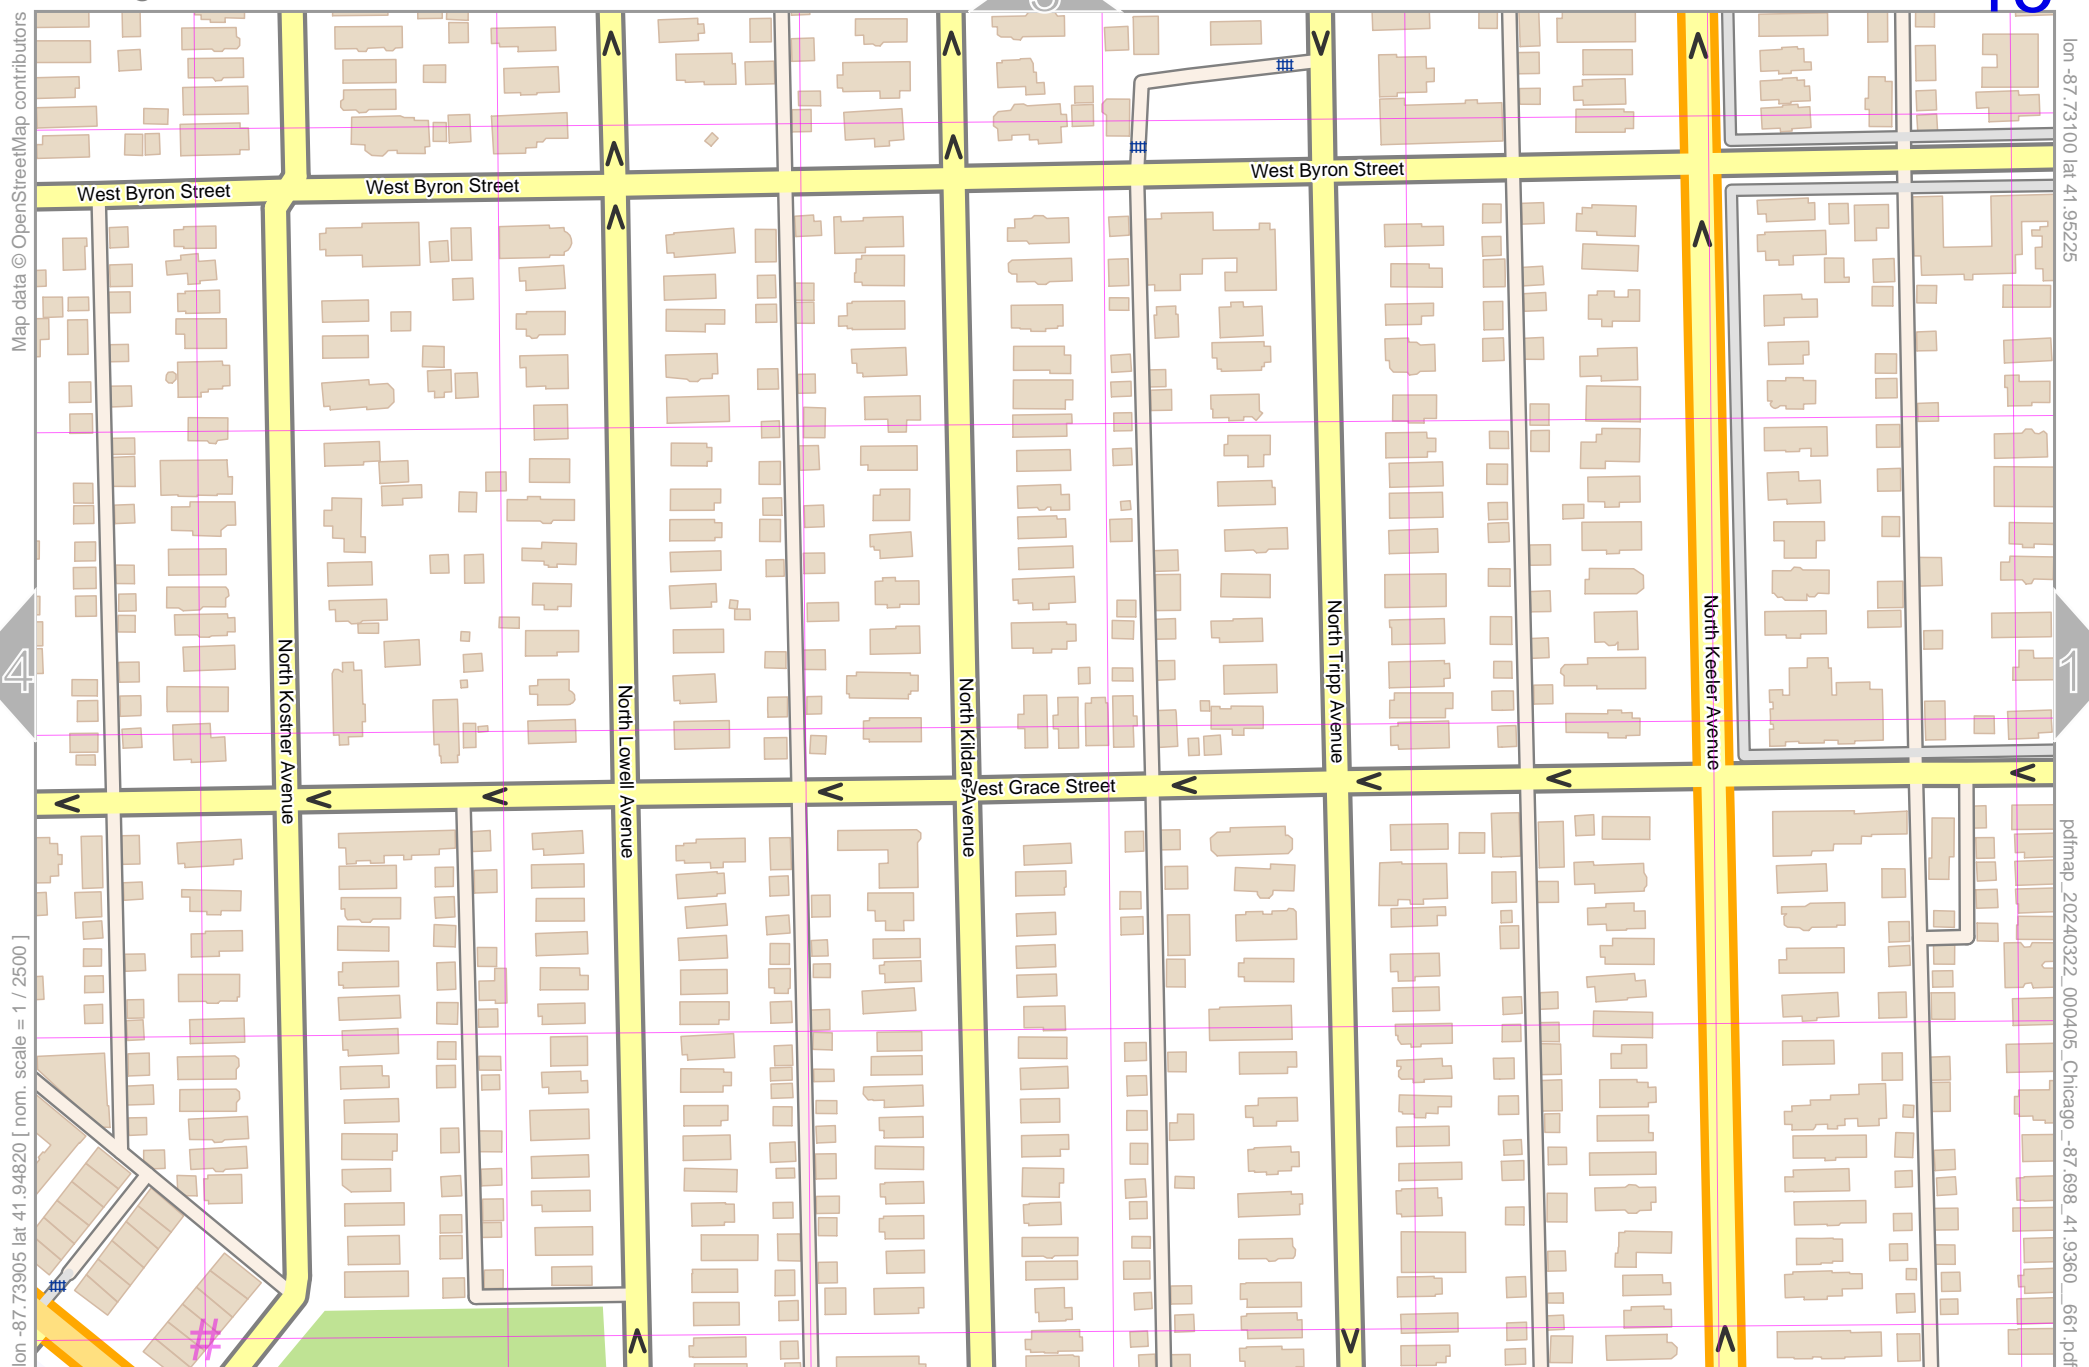 Map data © OpenStreetMap contributors
lon -87.73100 lat 41.95225
West Byron Street
West Byron Street
West Byron Street
4
1
North Kostner Avenue
North Lowell Avenue
North Kildare Avenue
North Tripp Avenue
North Keeler Avenue
West Grace Street
lon -87.73905 lat 41.94820 [ nom. scale = 1 / 2500 ]
pdfmap_20240322_000405_Chicago_-87.698_41.9360__661.pdf
#